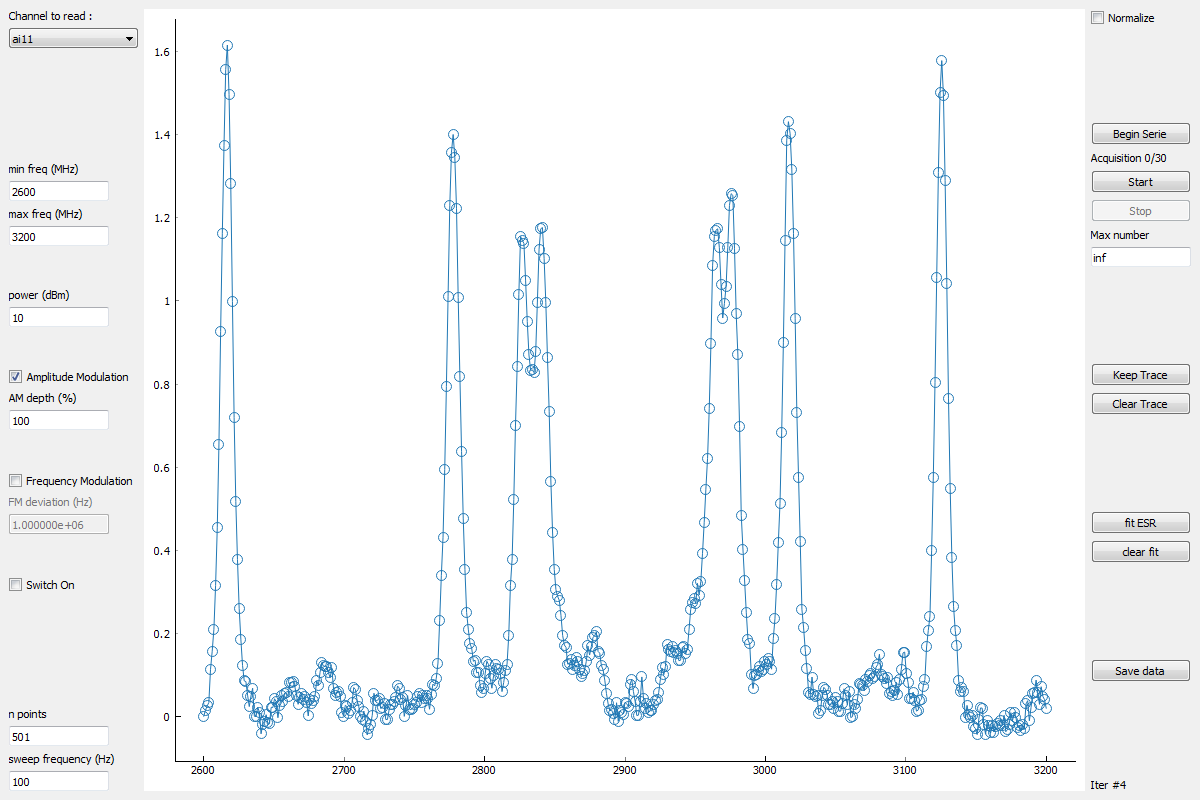 Channel to read :
ai11
min freq (MHz)
2600
max freq (MHz)
3200
power (dBm)
10
Amplitude Modulation
AM depth (%)
100
Frequency Modulation
FM deviation (Hz)
1.000000e+06
Switch On
n points
501
sweep frequency (Hz)
100
1.6
1.4
1.2
1
0.8
0.6
0.4
0.2
0
2600 2700 2800 2900 3000 3100 3200
Normalize
Begin Serie
Acquisition 0/30
Start
Stop
Max number
inf
Keep Trace
Clear Trace
fit ESR
clear fit
Save data
Iter #4